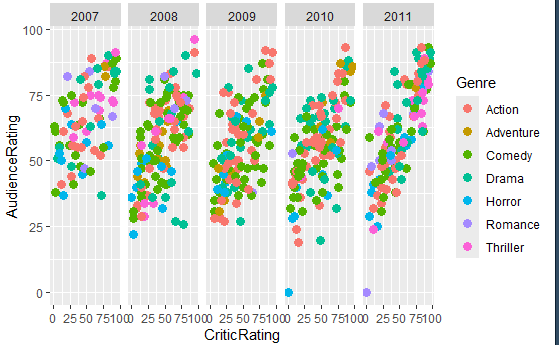 2007 2008 2009 2010 2011
100
75
50
25
0
AudienceRating
0 25 50 75100 0 25 50 75100 0 25 50 75100 0 25 50 75100 0 25 50 75100
CriticRating
Genre
Action
Adventure
Comedy
Drama
Horror
Romance
Thriller